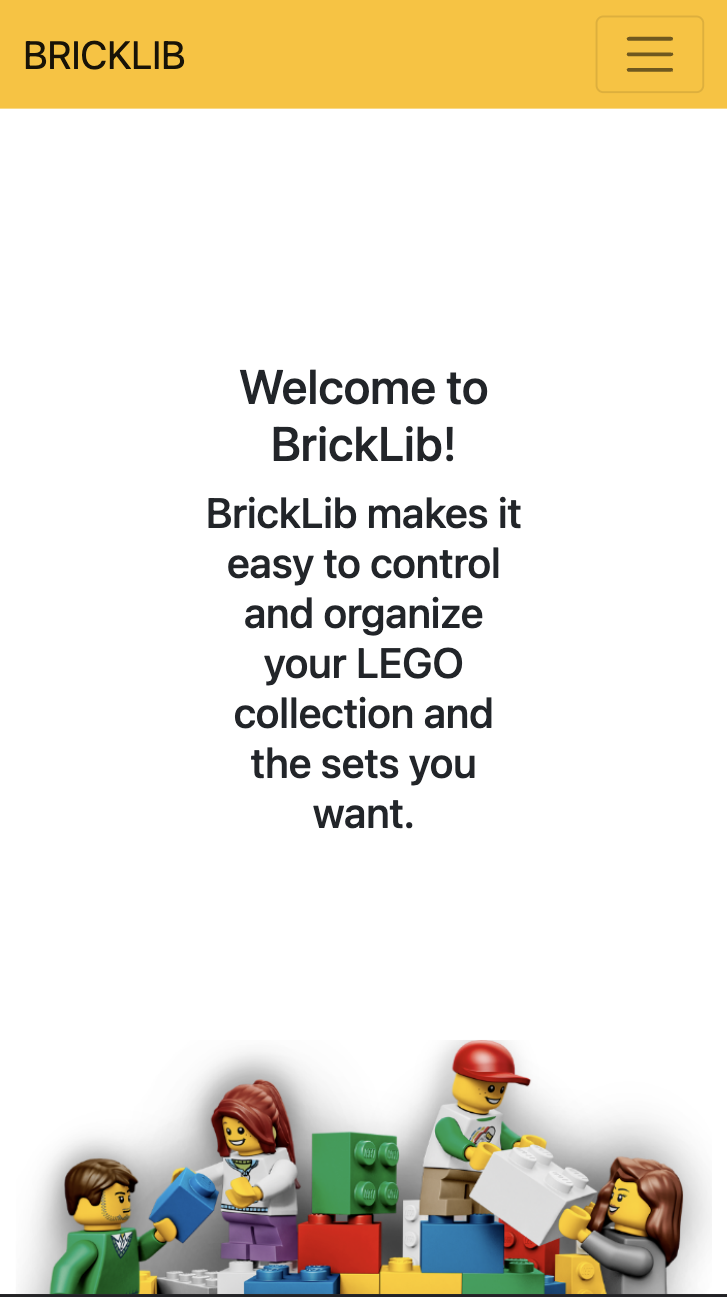 BRICKLIB
Welcome to
BrickLib!
BrickLib makes it
easy to control
and organize
your LEGO
collection and
the sets you
want.